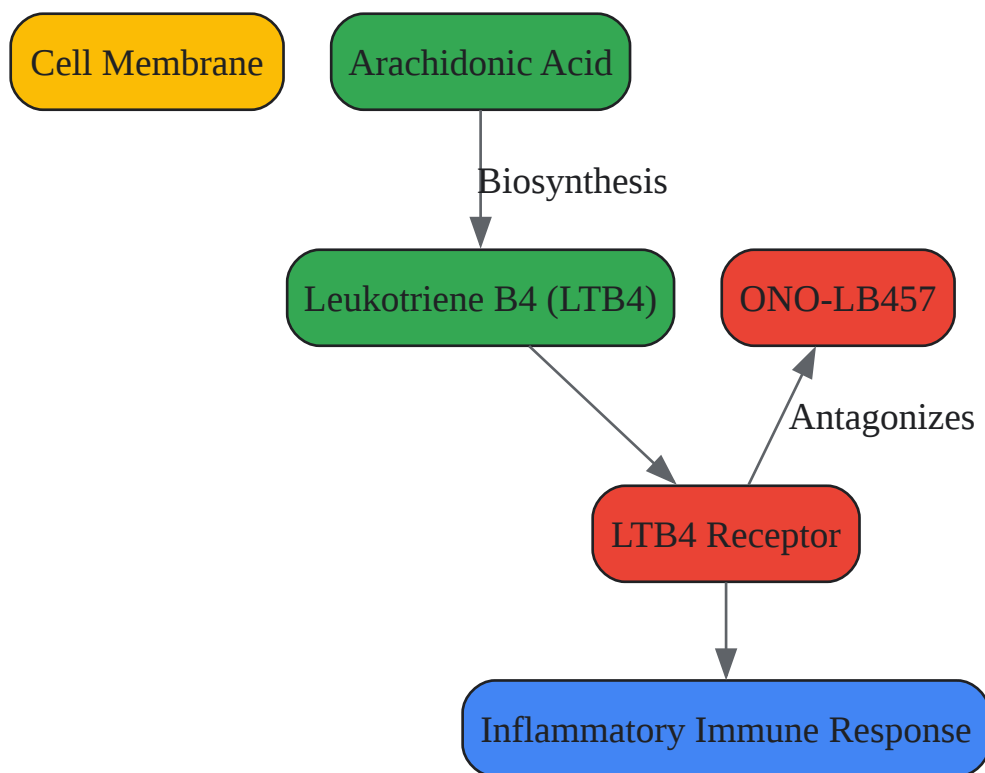 Cell Membrane
Arachidonic Acid
Biosynthesis
Leukotriene B4 (LTB4)
ONO-LB457
Antagonizes
LTB4 Receptor
Inflammatory Immune Response